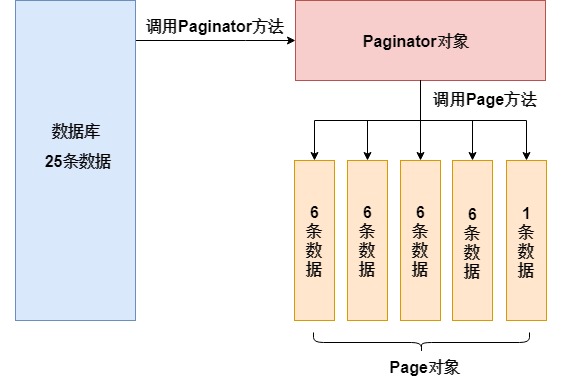 调用Paginator方法
Paginator对象
数据库
25条数据
调用Page方法
6条数据
6条数据
6条数据
6条数据
1条数据
Page对象